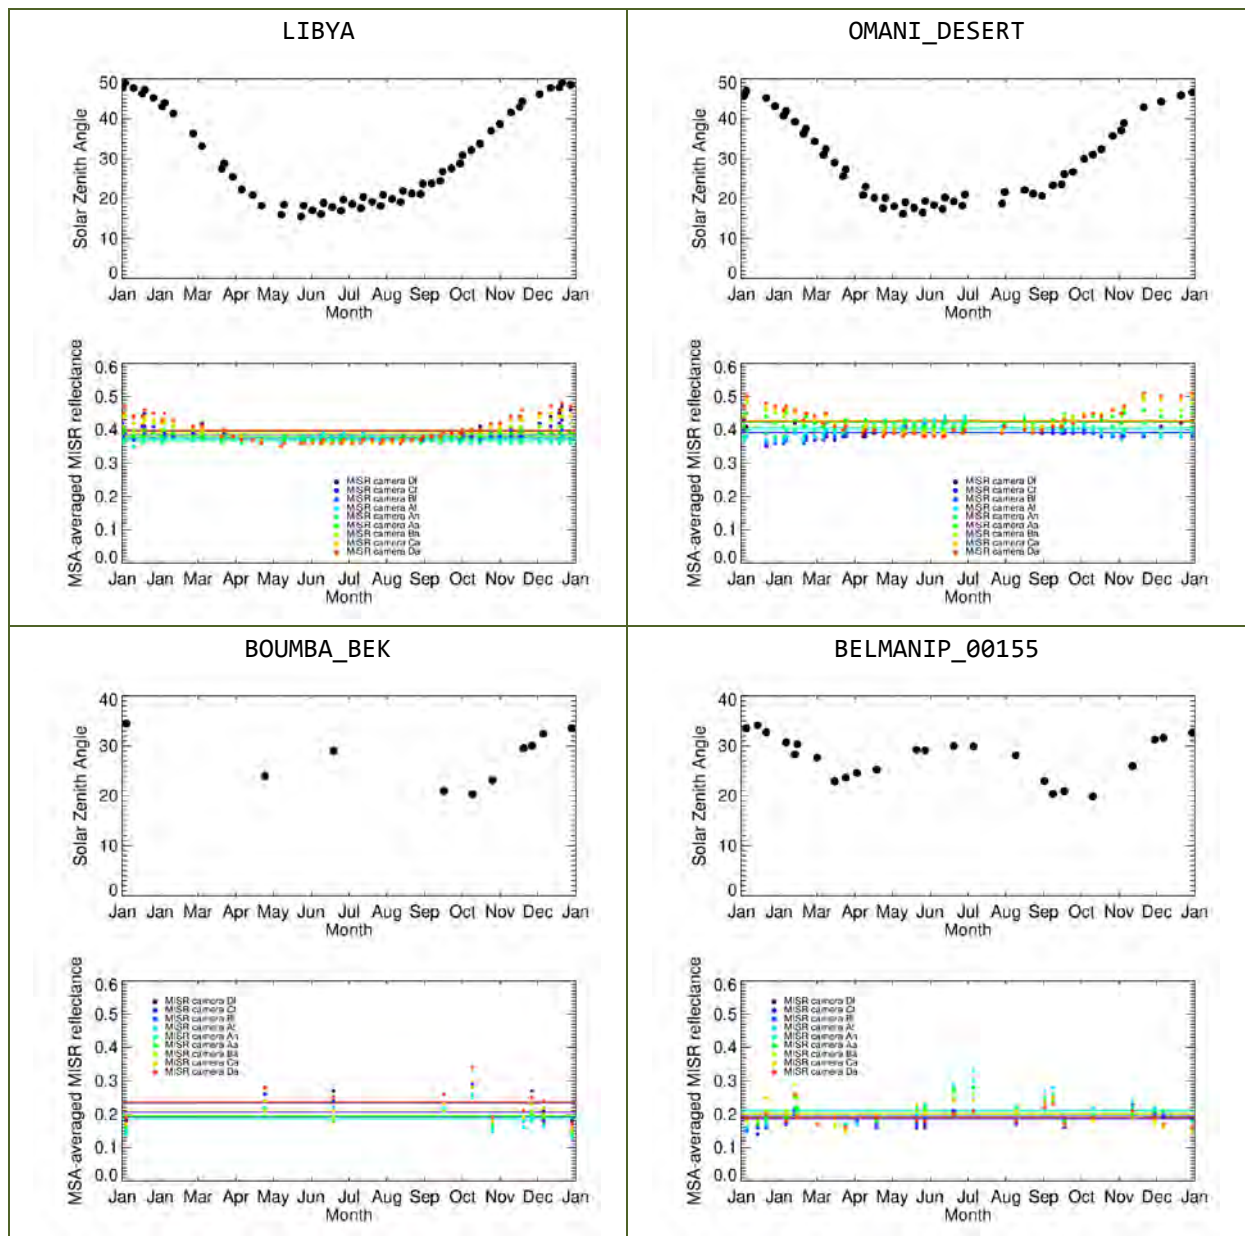 LIBYA
Solar Zenith Angle
50
40
30
20
10
0
Jan Jan Mar Apr May Jun Jul Aug Sep Oct Nov Dec Jan
Month
MSA-averaged MISR reflectance
0.6
0.5
0.4
0.3
0.2
0.1
0.0
MISR camera Df
MISR camera Cf
MISR camera Bf
MISR camera Af
MISR camera An
MISR camera Aa
MISR camera Ba
MISR camera Ca
MISR camera Da
Jan Jan Mar Apr May Jun Jul Aug Sep Oct Nov Dec Jan
Month
OMANI_DESERT
Solar Zenith Angle
50
40
30
20
10
0
Jan Jan Mar Apr May Jun Jul Aug Sep Oct Nov Dec Jan
Month
MSA-averaged MISR reflectance
0.6
0.5
0.4
0.3
0.2
0.1
0.0
MISR camera Df
MISR camera Cf
MISR camera Bf
MISR camera Af
MISR camera An
MISR camera Aa
MISR camera Ba
MISR camera Ca
MISR camera Da
Jan Jan Mar Apr May Jun Jul Aug Sep Oct Nov Dec Jan
Month
BOUMBA_BEK
Solar Zenith Angle
40
30
20
10
0
Jan Jan Mar Apr May Jun Jul Aug Sep Oct Nov Dec Jan
Month
MSA-averaged MISR reflectance
0.6
0.5
0.4
0.3
0.2
0.1
0.0
MISR camera Df
MISR camera Cf
MISR camera Bf
MISR camera Af
MISR camera An
MISR camera Aa
MISR camera Ba
MISR camera Ca
MISR camera Da
Jan Jan Mar Apr May Jun Jul Aug Sep Oct Nov Dec Jan
Month
BELMANIP_00155
Solar Zenith Angle
40
30
20
10
0
Jan Jan Mar Apr May Jun Jul Aug Sep Oct Nov Dec Jan
Month
MSA-averaged MISR reflectance
0.6
0.5
0.4
0.3
0.2
0.1
0.0
MISR camera Df
MISR camera Cf
MISR camera Bf
MISR camera Af
MISR camera An
MISR camera Aa
MISR camera Ba
MISR camera Ca
MISR camera Da
Jan Jan Mar Apr May Jun Jul Aug Sep Oct Nov Dec Jan
Month